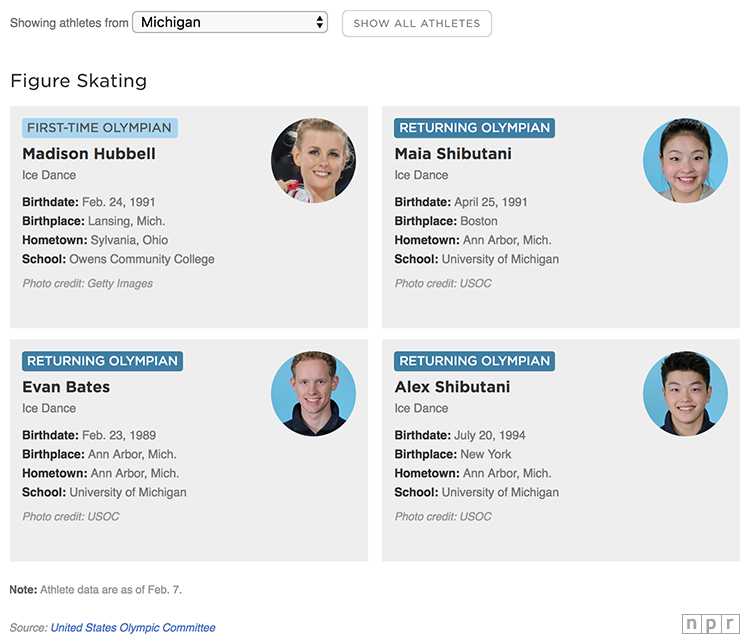 Showing athletes from Michigan SHOW ALL ATHLETES
Figure Skating
FIRST-TIME OLYMPIAN
Madison Hubbell
Ice Dance
Birthdate: Feb. 24, 1991
Birthplace: Lansing, Mich.
Hometown: Sylvania, Ohio
School: Owens Community College
Photo credit: Getty Images
RETURNING OLYMPIAN
Maia Shibutani
Ice Dance
Birthdate: April 25, 1991
Birthplace: Boston
Hometown: Ann Arbor, Mich.
School: University of Michigan
Photo credit: USOC
RETURNING OLYMPIAN
Evan Bates
Ice Dance
Birthdate: Feb. 23, 1989
Birthplace: Ann Arbor, Mich.
Hometown: Ann Arbor, Mich.
School: University of Michigan
Photo credit: USOC
RETURNING OLYMPIAN
Alex Shibutani
Ice Dance
Birthdate: July 20, 1994
Birthplace: New York
Hometown: Ann Arbor, Mich.
School: University of Michigan
Photo credit: USOC
Note: Athlete data are as of Feb. 7.
Source: United States Olympic Committee
npr